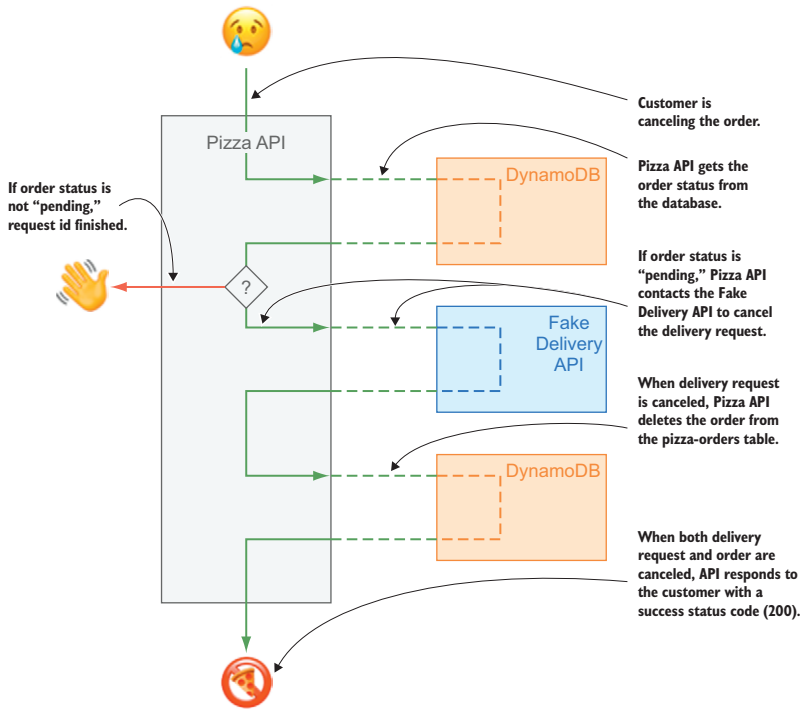 Customer is
canceling the order.
Pizza API
Pizza API gets the
order status from
the database.
DynamoDB
If order status is
not “pending,”
request id finished.
?
If order status is
“pending,” Pizza API
contacts the Fake
Delivery API to cancel
the delivery request.
Fake
Delivery
API
When delivery request
is canceled, Pizza API
deletes the order from
the pizza-orders table.
DynamoDB
When both delivery
request and order are
canceled, API responds to
the customer with a
success status code (200).